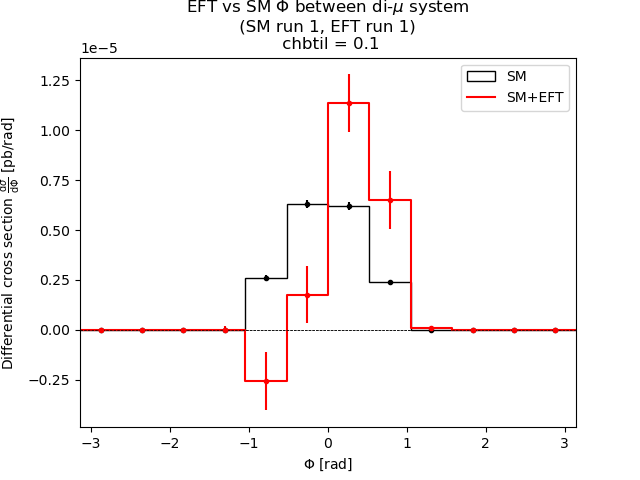 EFT vs SM Φ between di-μ system
(SM run 1, EFT run 1)
chbtil = 0.1
1e−5
SM
SM+EFT
1.25
1.00
0.75
0.50
0.25
0.00
−0.25
Differential cross section dσ/dΦ [pb/rad]
−3 −2 −1 0 1 2 3
Φ [rad]